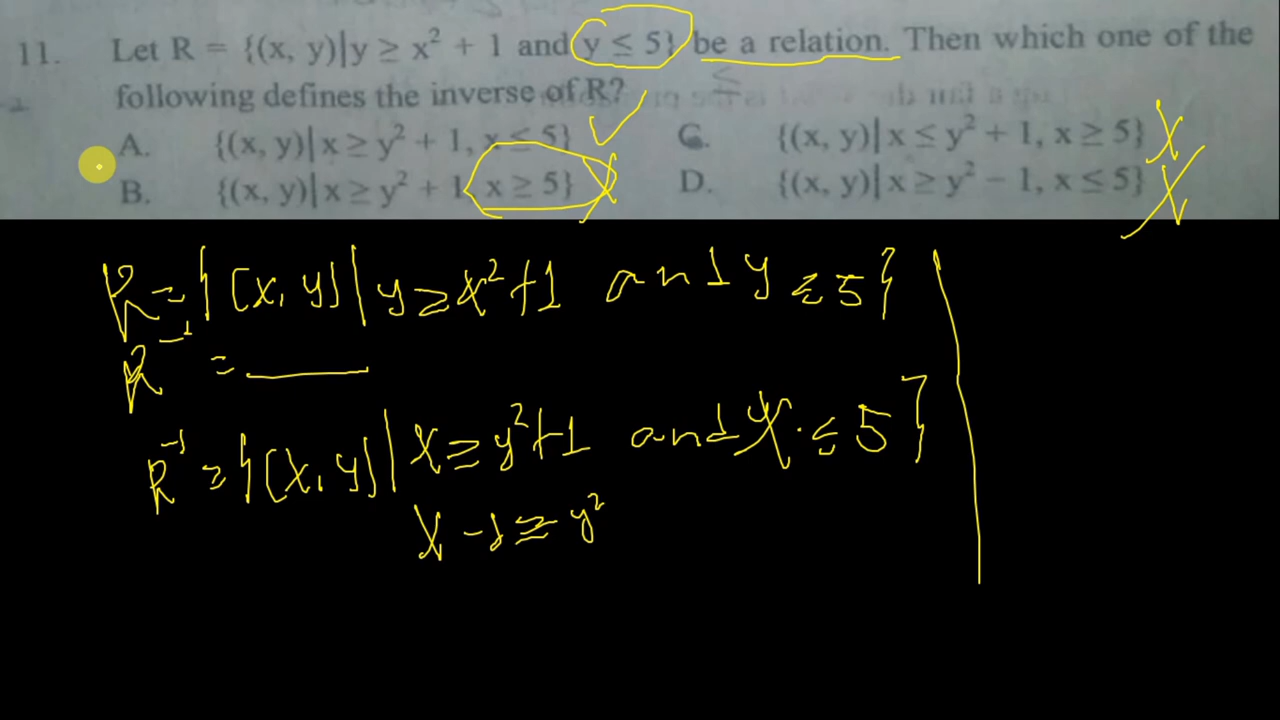 11. Let R = {(x, y)|y ≥ x² + 1 and y ≤ 5} be a relation. Then which one of the
following defines the inverse of R?
A. {(x, y)|x ≥ y² + 1, x ≤ 5} C. {(x, y)|x ≤ y² + 1, x ≥ 5}
B. {(x, y)|x ≥ y² + 1, x ≥ 5} D. {(x, y)|x ≥ y² − 1, x ≤ 5}
R = {(x, y)|y ≥ x² + 1 and y ≤ 5}
R⁻¹ =
R⁻¹ = {(x, y)|x ≥ y² + 1 and x ≤ 5}
x − 1 ≥ y²